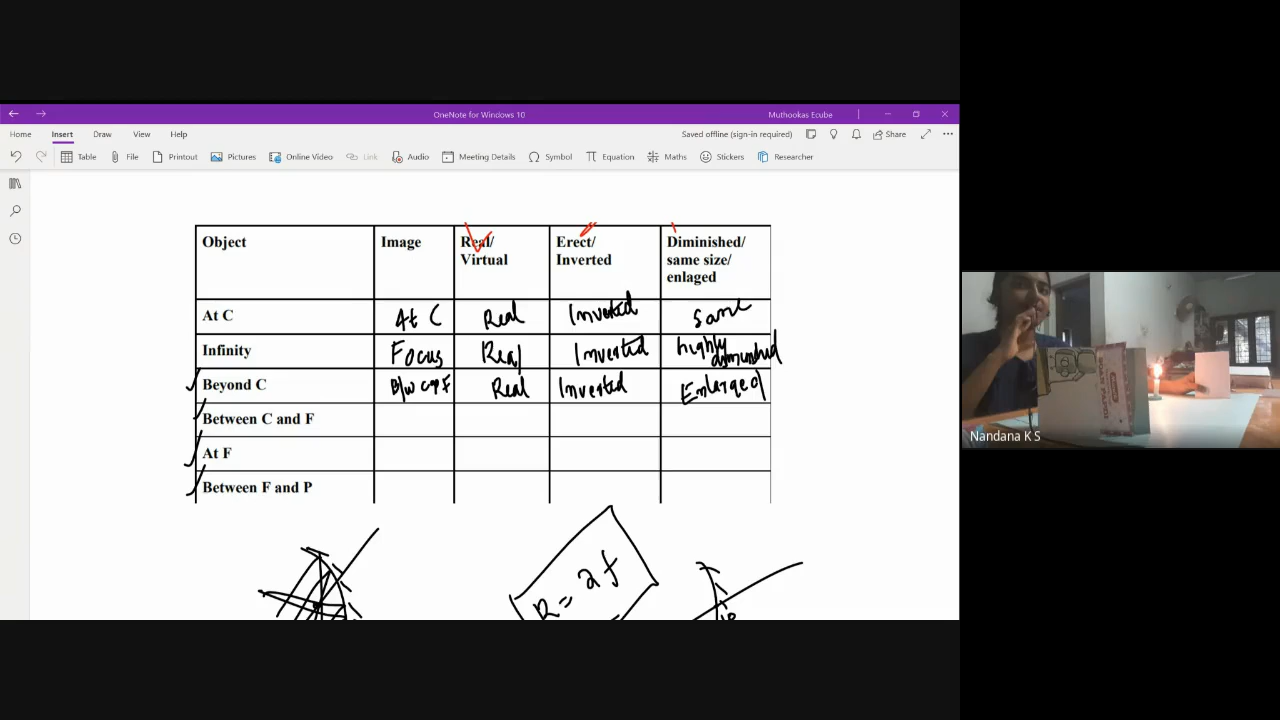 OneNote for Windows 10
Muthookas Ecube
Home Insert Draw View Help
Saved offline (sign-in required)
Share
Table File Printout Pictures Online Video Link Audio Meeting Details Symbol Equation Maths Stickers Researcher
Object Image Real/ Erect/ Diminished/
Virtual Inverted same size/
enlaged
At C At C Real Inverted Same
Infinity Focus Real Inverted highly diminished
Beyond C B/w C & F Real Inverted Enlarged
Between C and F
At F
Between F and P
R = 2f
Nandana K S